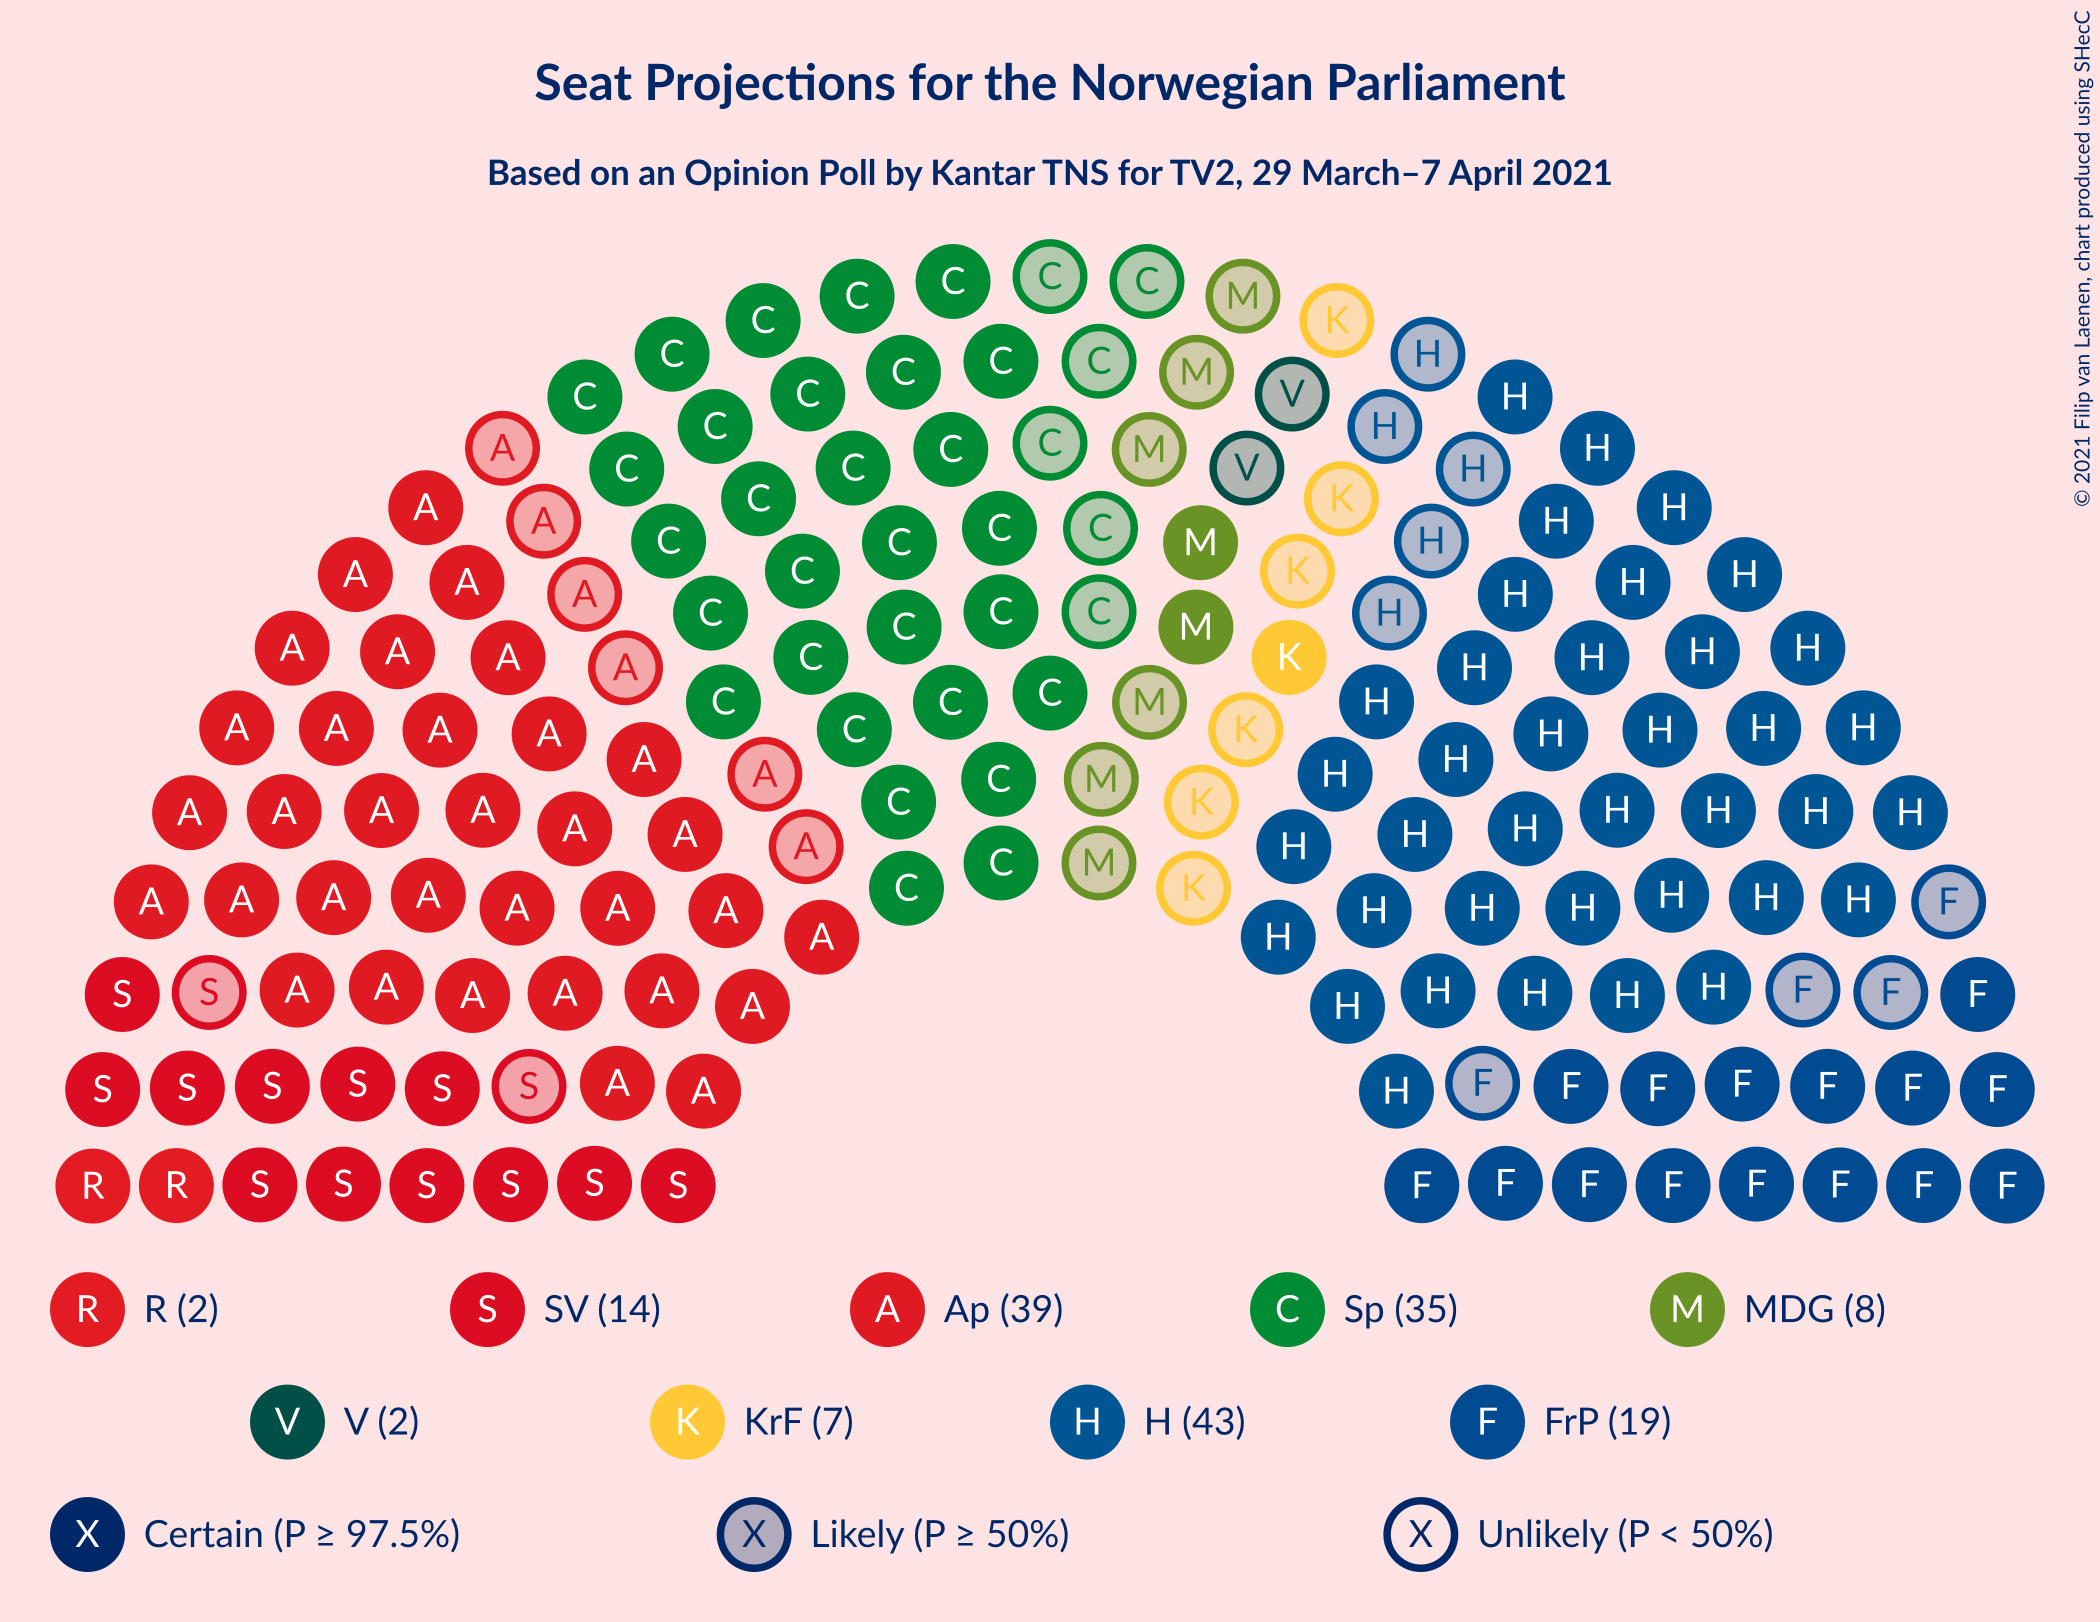 © 2021 Filip van Laenen, chart produced using SHecC
Seat Projections for the Norwegian Parliament
Based on an Opinion Poll by Kantar TNS for TV2, 29 March–7 April 2021
C C C M K
C C H
C C C C M V H
C H H
A C C C C M V H H
A A C C K H H
A C C C C M H H
A A C K H H
A A C C C H H H
A A A C C C M K H H H
A A A C C M K H H H
A A A A C C K H H H H
A A A A A C C M H H H H H
A A A A A A C M K H H H H H H
A A A A A A A C C M K H H H H H H F
A A H H
S S A A A A A A H H H H H F F F
S S S S S S A A H F F F F F F F
R R S S S S S S F F F F F F F F
R R (2) S SV (14) A Ap (39) C Sp (35) M MDG (8)
V V (2) K KrF (7) H H (43) F FrP (19)
X Certain (P ≥ 97.5%) X Likely (P ≥ 50%) X Unlikely (P < 50%)